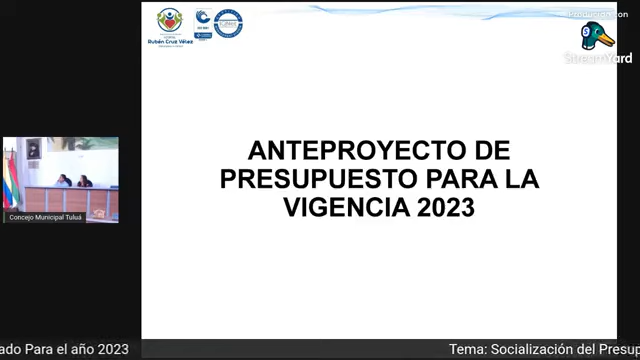 Producido con
StreamYard
Rubén Cruz Vélez
ANTEPROYECTO DE
PRESUPUESTO PARA LA
VIGENCIA 2023
Concejo Municipal Tuluá
ado Para el año 2023
Tema: Socialización del Presup